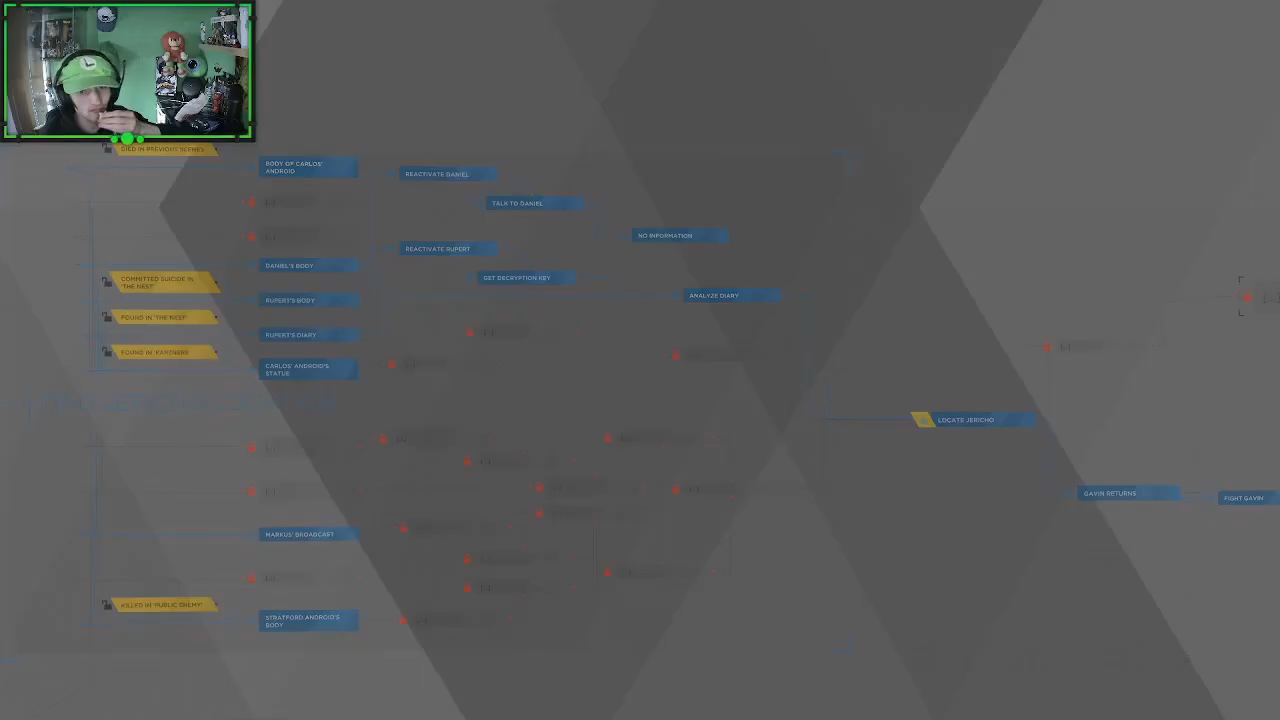 DIED IN PREVIOUS SCENES
BODY OF CARLOS'
ANDROID
REACTIVATE DANIEL
TALK TO DANIEL
NO INFORMATION
REACTIVATE RUPERT
DANIEL'S BODY
GET DECRYPTION KEY
COMMITTED SUICIDE IN
'THE NEST'
ANALYZE DIARY
RUPERT'S BODY
FOUND IN 'THE NEST'
RUPERT'S DIARY
FOUND IN 'PARTNERS'
CARLOS' ANDROID'S
STATUE
LOCATE JERICHO
GAVIN RETURNS
FIGHT GAVIN
MARKUS' BROADCAST
KILLED IN 'PUBLIC ENEMY'
STRATFORD ANDROID'S
BODY